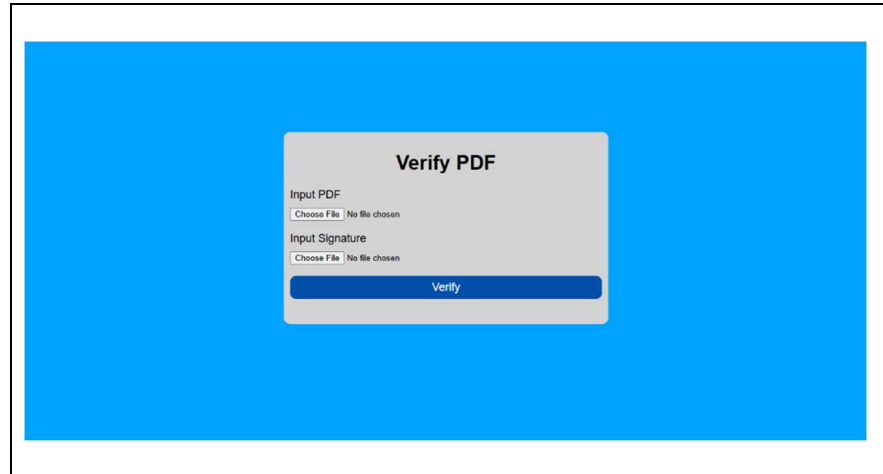 Verify PDF
Input PDF
Choose File No file chosen
Input Signature
Choose File No file chosen
Verify